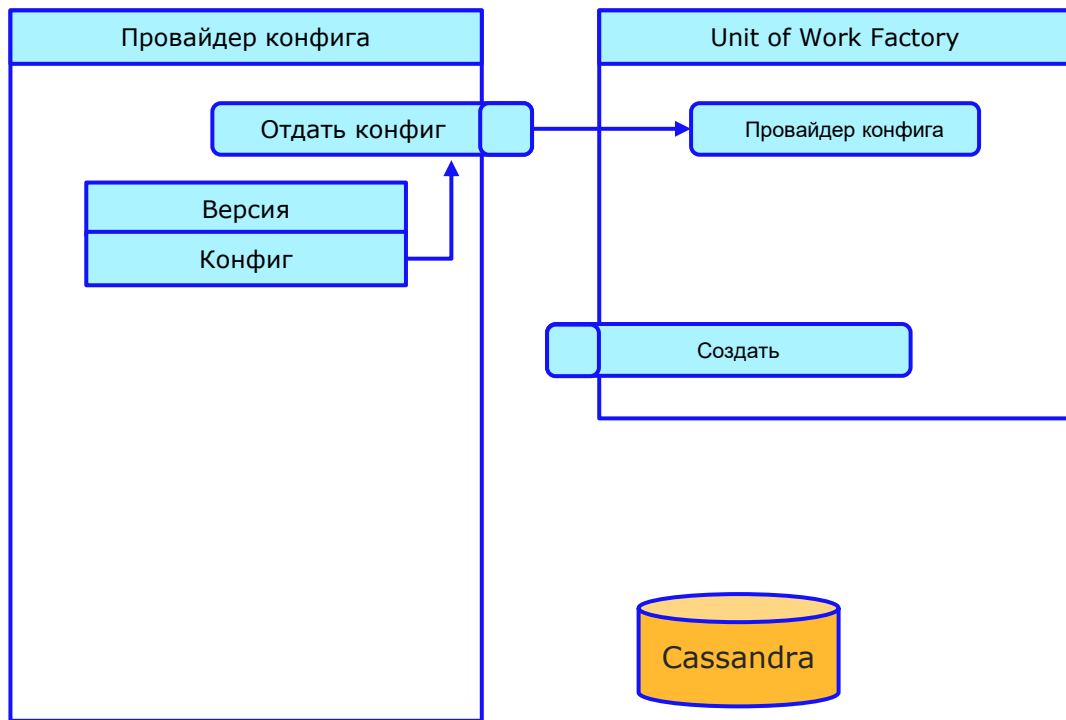 Провайдер конфига
Unit of Work Factory
Отдать конфиг
Провайдер конфига
Версия
Конфиг
Создать
Cassandra